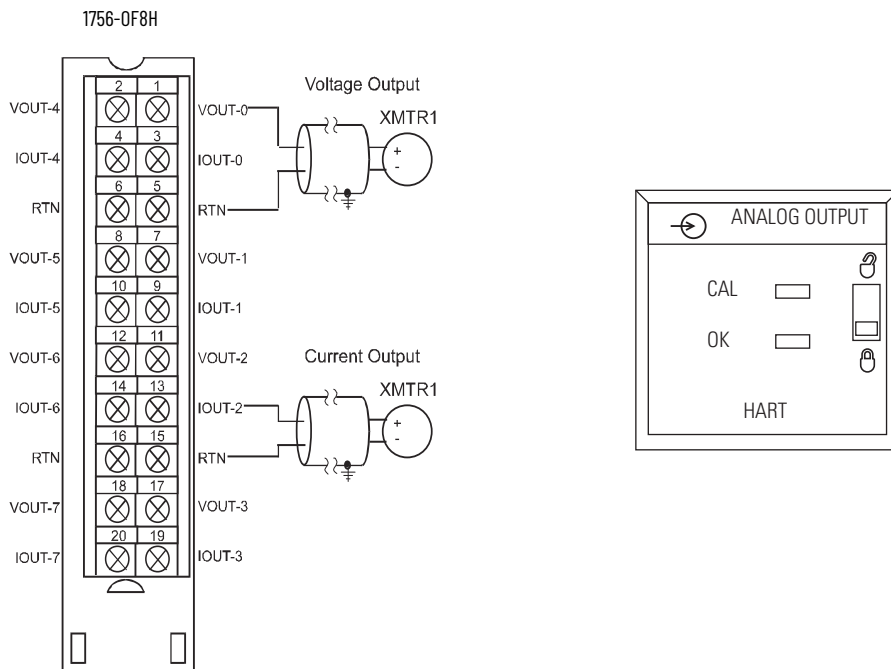 1756-OF8H
2 1
VOUT-4 VOUT-0
4 3
IOUT-4 IOUT-0
6 5
RTN RTN
8 7
VOUT-5 VOUT-1
10 9
IOUT-5 IOUT-1
12 11
VOUT-6 VOUT-2
14 13
IOUT-6 IOUT-2
16 15
RTN RTN
18 17
VOUT-7 VOUT-3
20 19
IOUT-7 IOUT-3
Voltage Output
XMTR1
+
-
Current Output
XMTR1
+
-
ANALOG OUTPUT
CAL
OK
HART